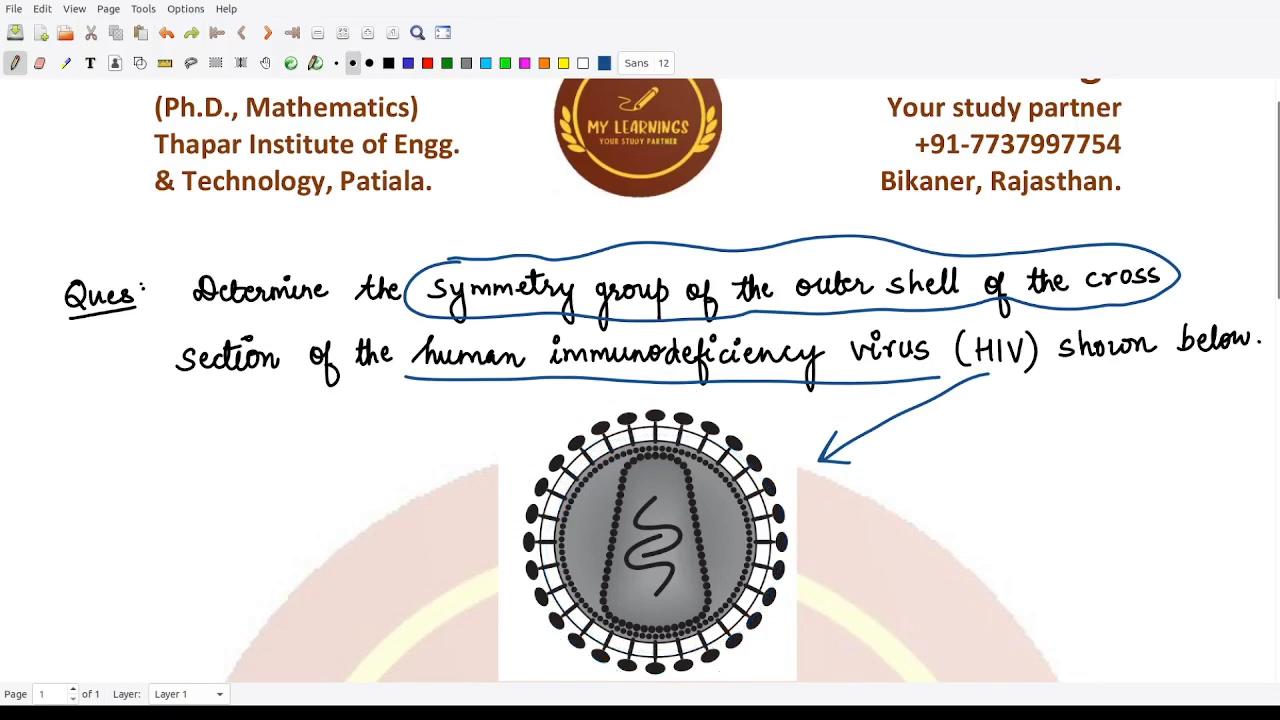 File Edit View Page Tools Options Help
Sans 12
(Ph.D., Mathematics)
Thapar Institute of Engg.
& Technology, Patiala.
MY LEARNINGS
YOUR STUDY PARTNER
Your study partner
+91-7737997754
Bikaner, Rajasthan.
Ques: Determine the symmetry group of the outer shell of the cross
section of the human immunodeficiency virus (HIV) shown below.
Page 1 of 1 Layer: Layer 1